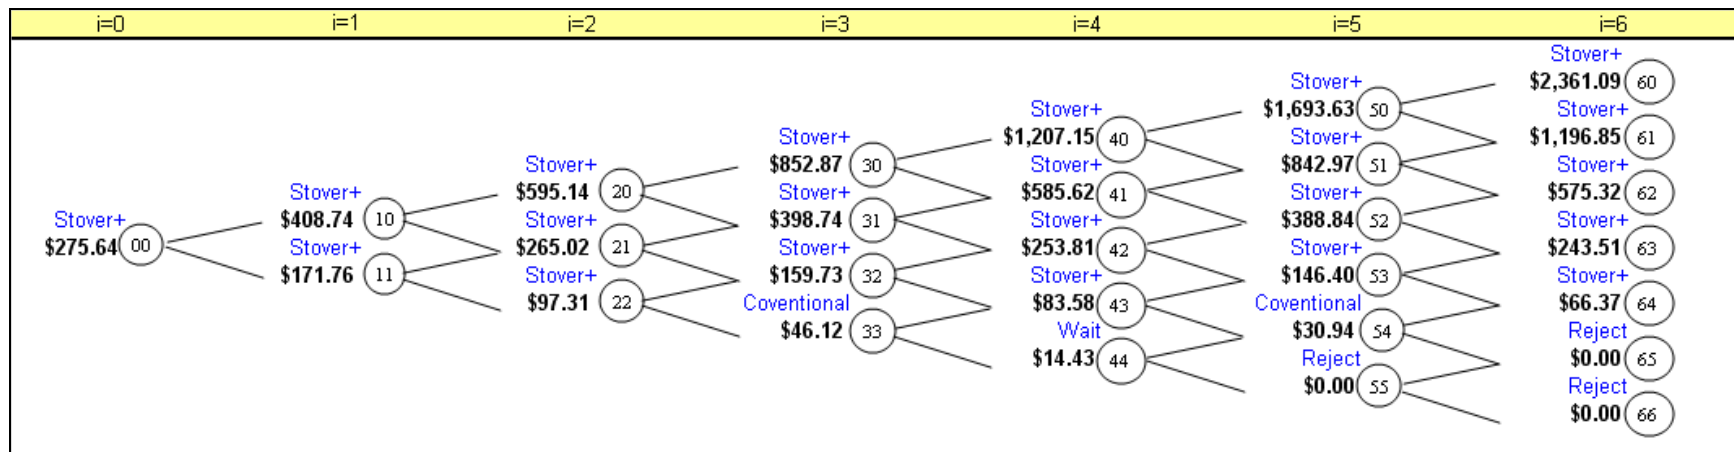 i=0 i=1 i=2 i=3 i=4 i=5 i=6
Stover+
$275.64 00
Stover+
$408.74 10
Stover+
$171.76 11
Stover+
$595.14 20
Stover+
$265.02 21
Stover+
$97.31 22
Stover+
$852.87 30
Stover+
$398.74 31
Stover+
$159.73 32
Coventional
$46.12 33
Stover+
$1,207.15 40
Stover+
$585.62 41
Stover+
$253.81 42
Stover+
$83.58 43
Wait
$14.43 44
Stover+
$1,693.63 50
Stover+
$842.97 51
Stover+
$388.84 52
Stover+
$146.40 53
Coventional
$30.94 54
Reject
$0.00 55
Stover+
$2,361.09 60
Stover+
$1,196.85 61
Stover+
$575.32 62
Stover+
$243.51 63
Stover+
$66.37 64
Reject
$0.00 65
Reject
$0.00 66